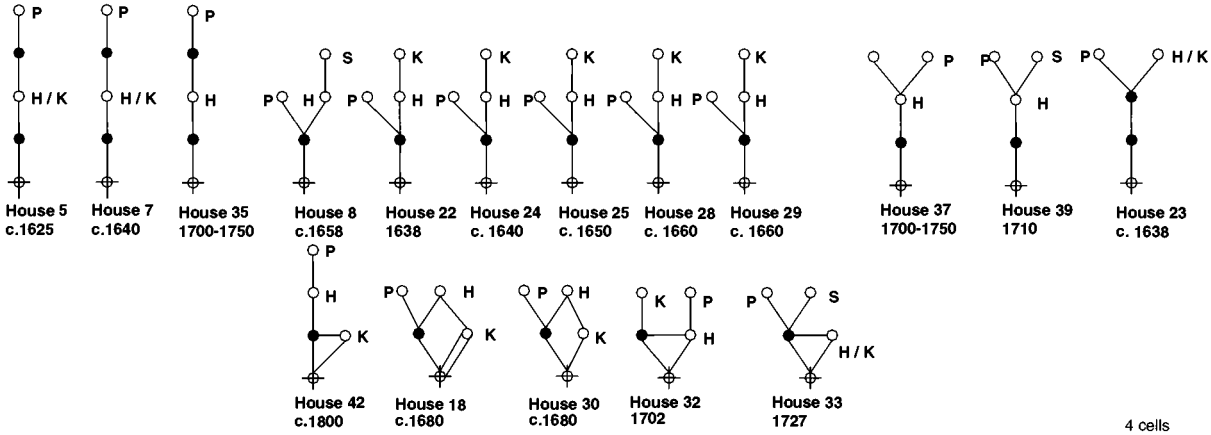 P
P
P
H / K
H / K
H
House 5
c.1625
House 7
c.1640
House 35
1700-1750
S
K
K
K
K
K
P
H
P
H
P
H
P
H
P
H
P
H
House 8
c.1658
House 22
1638
House 24
c. 1640
House 25
c. 1650
House 28
c. 1660
House 29
c. 1660
P
P
S
P
H / K
H
H
House 37
1700-1750
House 39
1710
House 23
c. 1638
P
H
K
House 42
c.1800
P
H
K
House 18
c.1680
P
H
K
House 30
c.1680
K
P
H
House 32
1702
P
S
H / K
House 33
1727
4 cells